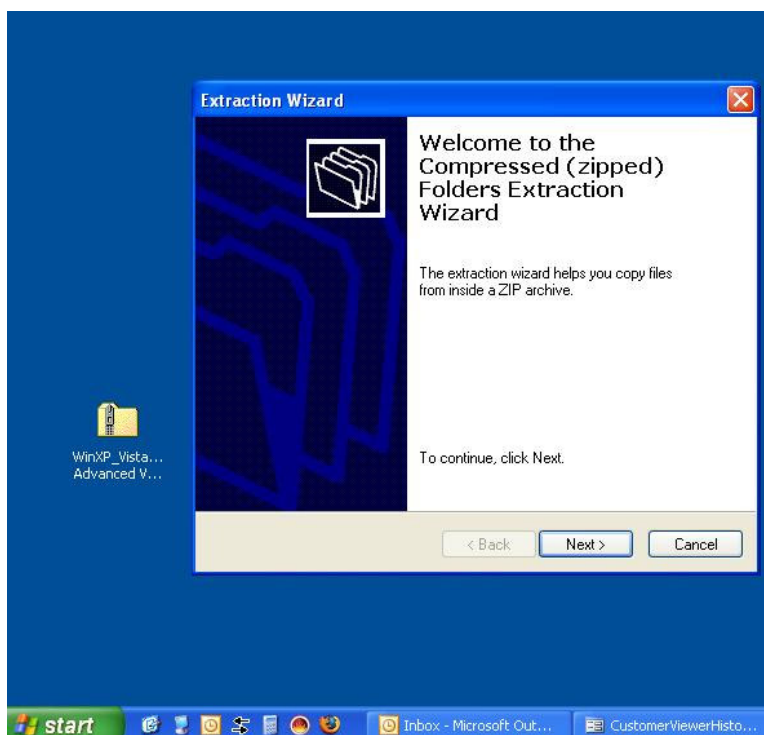 Extraction Wizard
Welcome to the
Compressed (zipped)
Folders Extraction
Wizard
The extraction wizard helps you copy files
from inside a ZIP archive.
To continue, click Next.
< Back
Next >
Cancel
WinXP_Vista...
Advanced V...
start
Inbox - Microsoft Out...
CustomerViewerHisto...